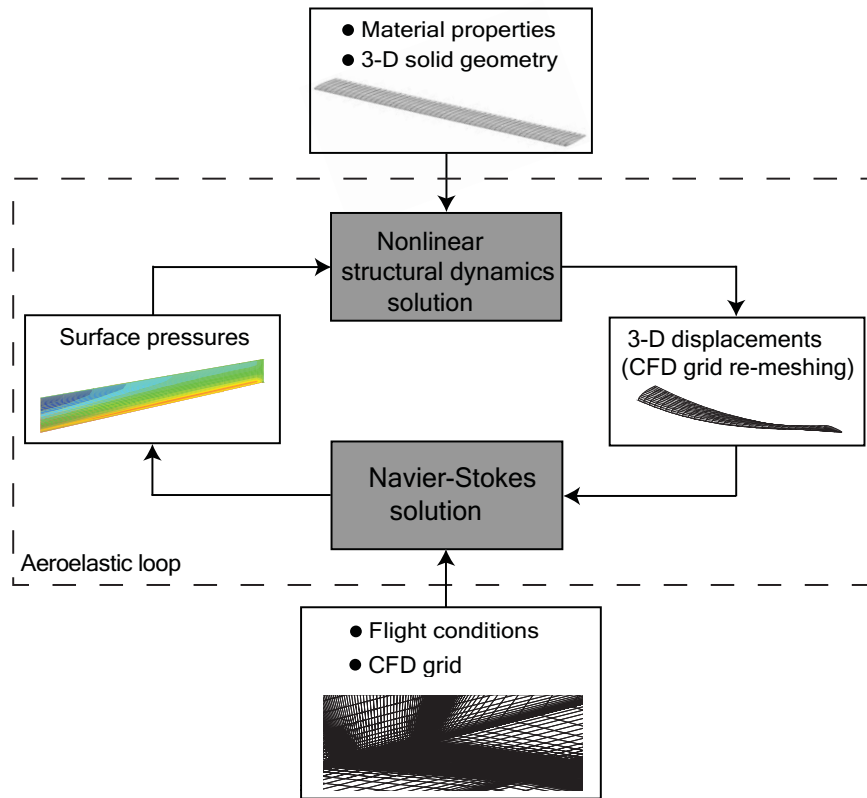 ● Material properties
● 3-D solid geometry
Nonlinear
structural dynamics
solution
Surface pressures
3-D displacements
(CFD grid re-meshing)
Navier-Stokes
solution
Aeroelastic loop
● Flight conditions
● CFD grid